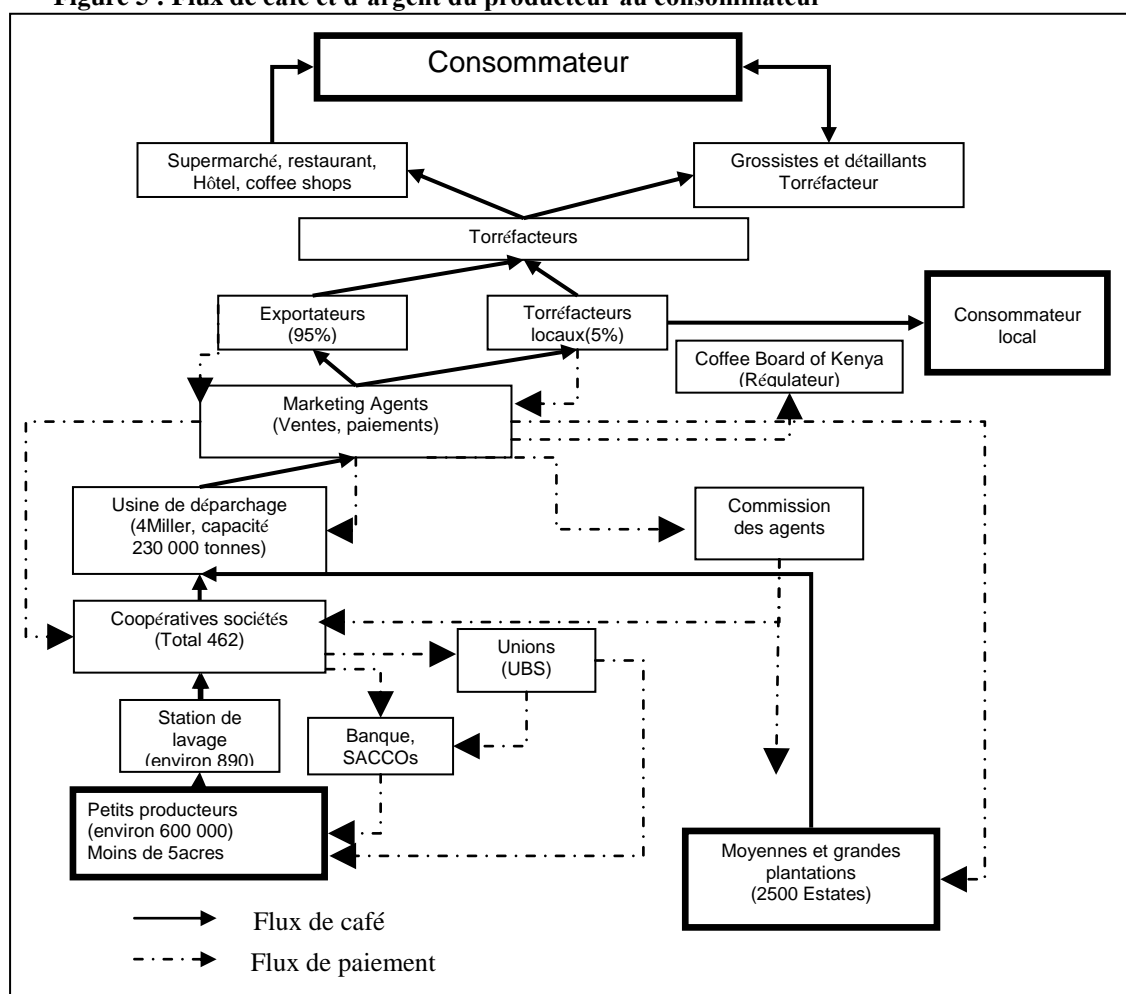 Figure 5 : Flux de café et d'argent du producteur au consommateur
Consommateur
Supermarché, restaurant,
Hôtel, coffee shops
Grossistes et détaillants
Torréfacteur
Torréfacteurs
Exportateurs
(95%)
Torréfacteurs
locaux(5%)
Consommateur
local
Coffee Board of Kenya
(Régulateur)
Marketing Agents
(Ventes, paiements)
Usine de déparchage
(4Miller, capacité
230 000 tonnes)
Commission
des agents
Coopératives sociétés
(Total 462)
Unions
(UBS)
Station de
lavage
(environ 890)
Banque,
SACCOs
Petits producteurs
(environ 600 000)
Moins de 5acres
Moyennes et grandes
plantations
(2500 Estates)
Flux de café
Flux de paiement